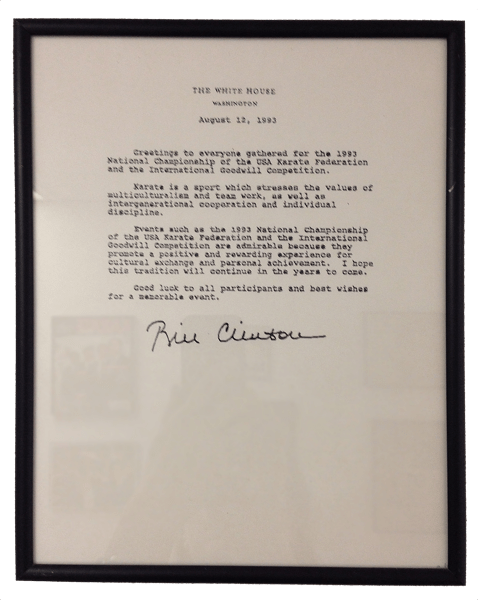 THE WHITE HOUSE
WASHINGTON
August 12, 1993
Greetings to everyone gathered for the 1993
National Championship of the USA Karate Federation
and the International Goodwill Competition.
Karate is a sport which stresses the values of
multiculturalism and team work, as well as
intergenerational cooperation and individual
discipline.
Events such as the 1993 National Championship
of the USA Karate Federation and the International
Goodwill Competition are admirable because they
promote a positive and rewarding experience for
cultural exchange and personal achievement. I hope
this tradition will continue in the years to come.
Good luck to all participants and best wishes
for a memorable event.
Bill Clinton